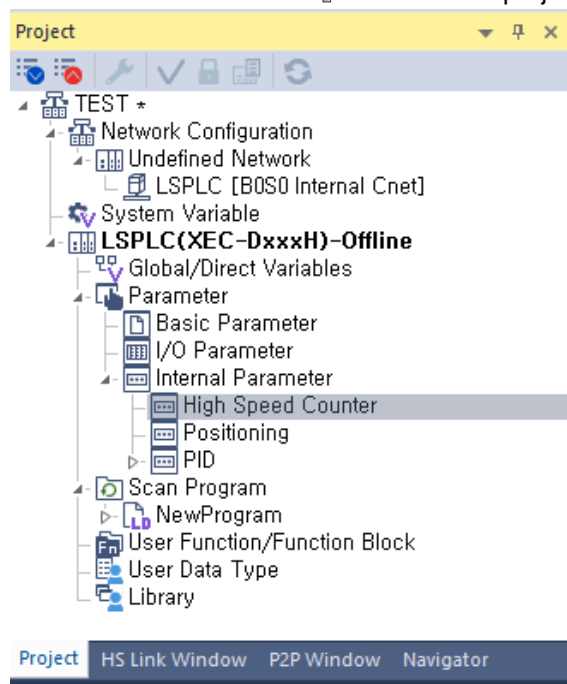 Project
TEST *
Network Configuration
Undefined Network
LSPLC [B0S0 Internal Cnet]
System Variable
LSPLC(XEC-DxxxH)-Offline
Global/Direct Variables
Parameter
Basic Parameter
I/O Parameter
Internal Parameter
High Speed Counter
Positioning
PID
Scan Program
NewProgram
User Function/Function Block
User Data Type
Library
Project HS Link Window P2P Window Navigator